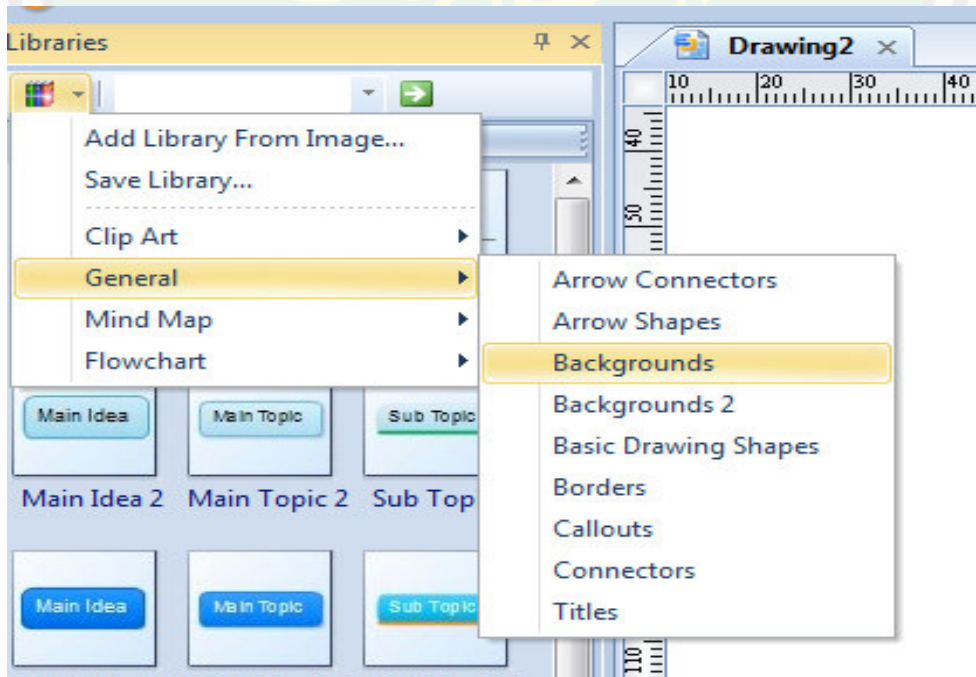 Libraries
Drawing2
10 20 30 40
40
50
Add Library From Image...
Save Library...
Clip Art
General
Mind Map
Flowchart
Arrow Connectors
Arrow Shapes
Backgrounds
Backgrounds 2
Basic Drawing Shapes
Borders
Callouts
Connectors
Titles
Main Idea Main Topic Sub Topic
Main Idea 2 Main Topic 2 Sub Top
Main Idea Main Topic Sub Topic
110